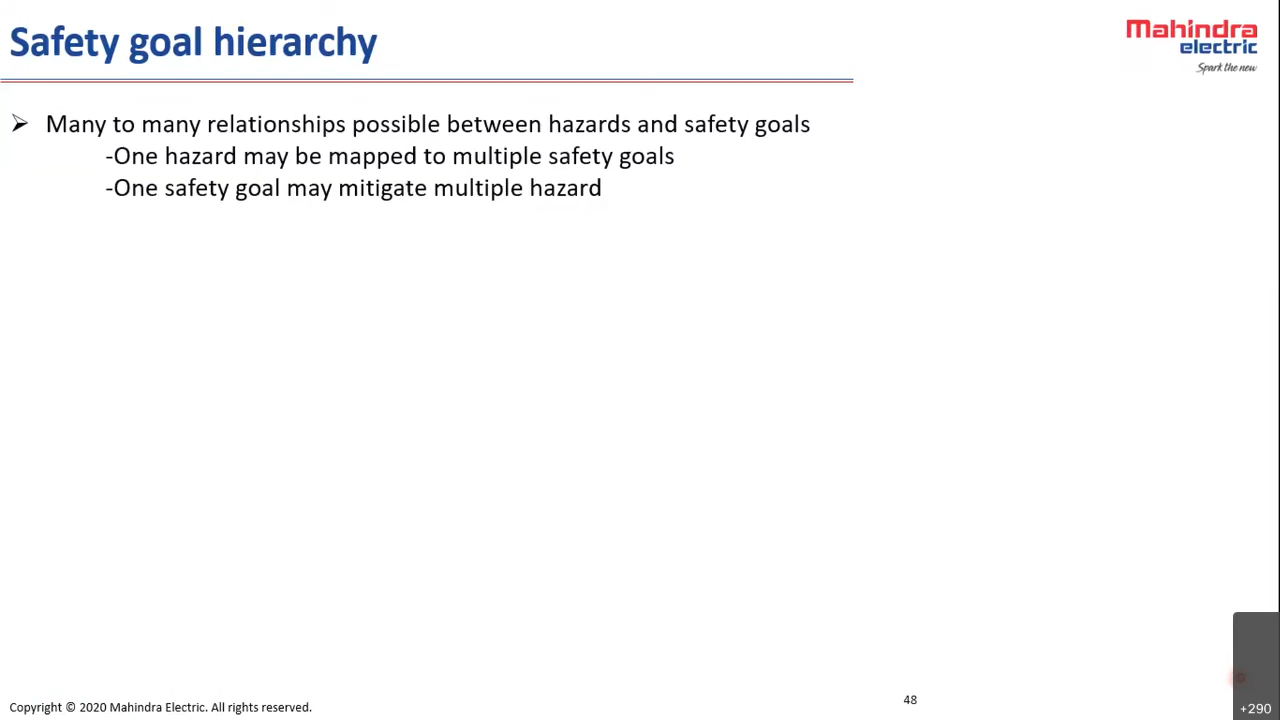 Safety goal hierarchy
Mahindra
electric
Spark the new
➢ Many to many relationships possible between hazards and safety goals
-One hazard may be mapped to multiple safety goals
-One safety goal may mitigate multiple hazard
48
Copyright © 2020 Mahindra Electric. All rights reserved.
+290